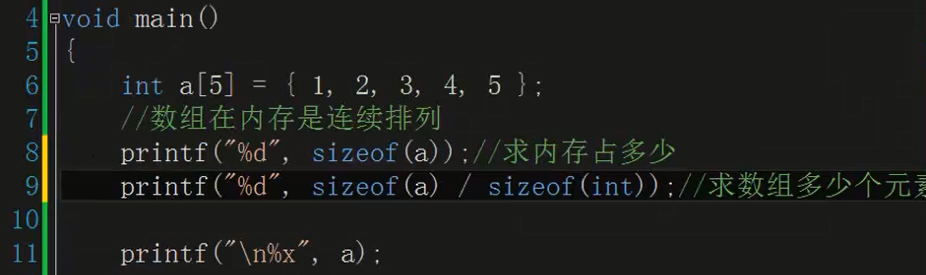 4 void main()
5 {
6 int a[5] = { 1, 2, 3, 4, 5 };
7 //数组在内存是连续排列
8 printf("%d", sizeof(a));//求内存占多少
9 printf("%d", sizeof(a) / sizeof(int));//求数组多少个元素
10
11 printf("\n%x", a);